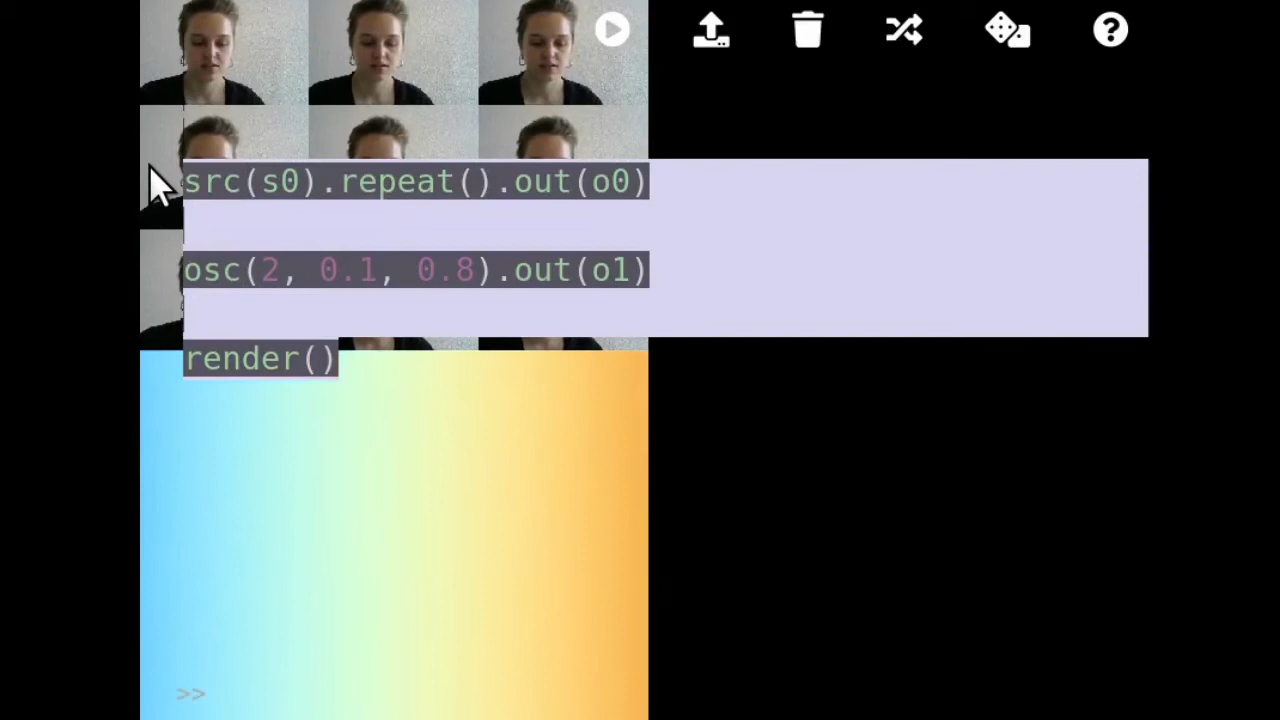 src(s0).repeat().out(o0)
osc(2, 0.1, 0.8).out(o1)
render()
>>